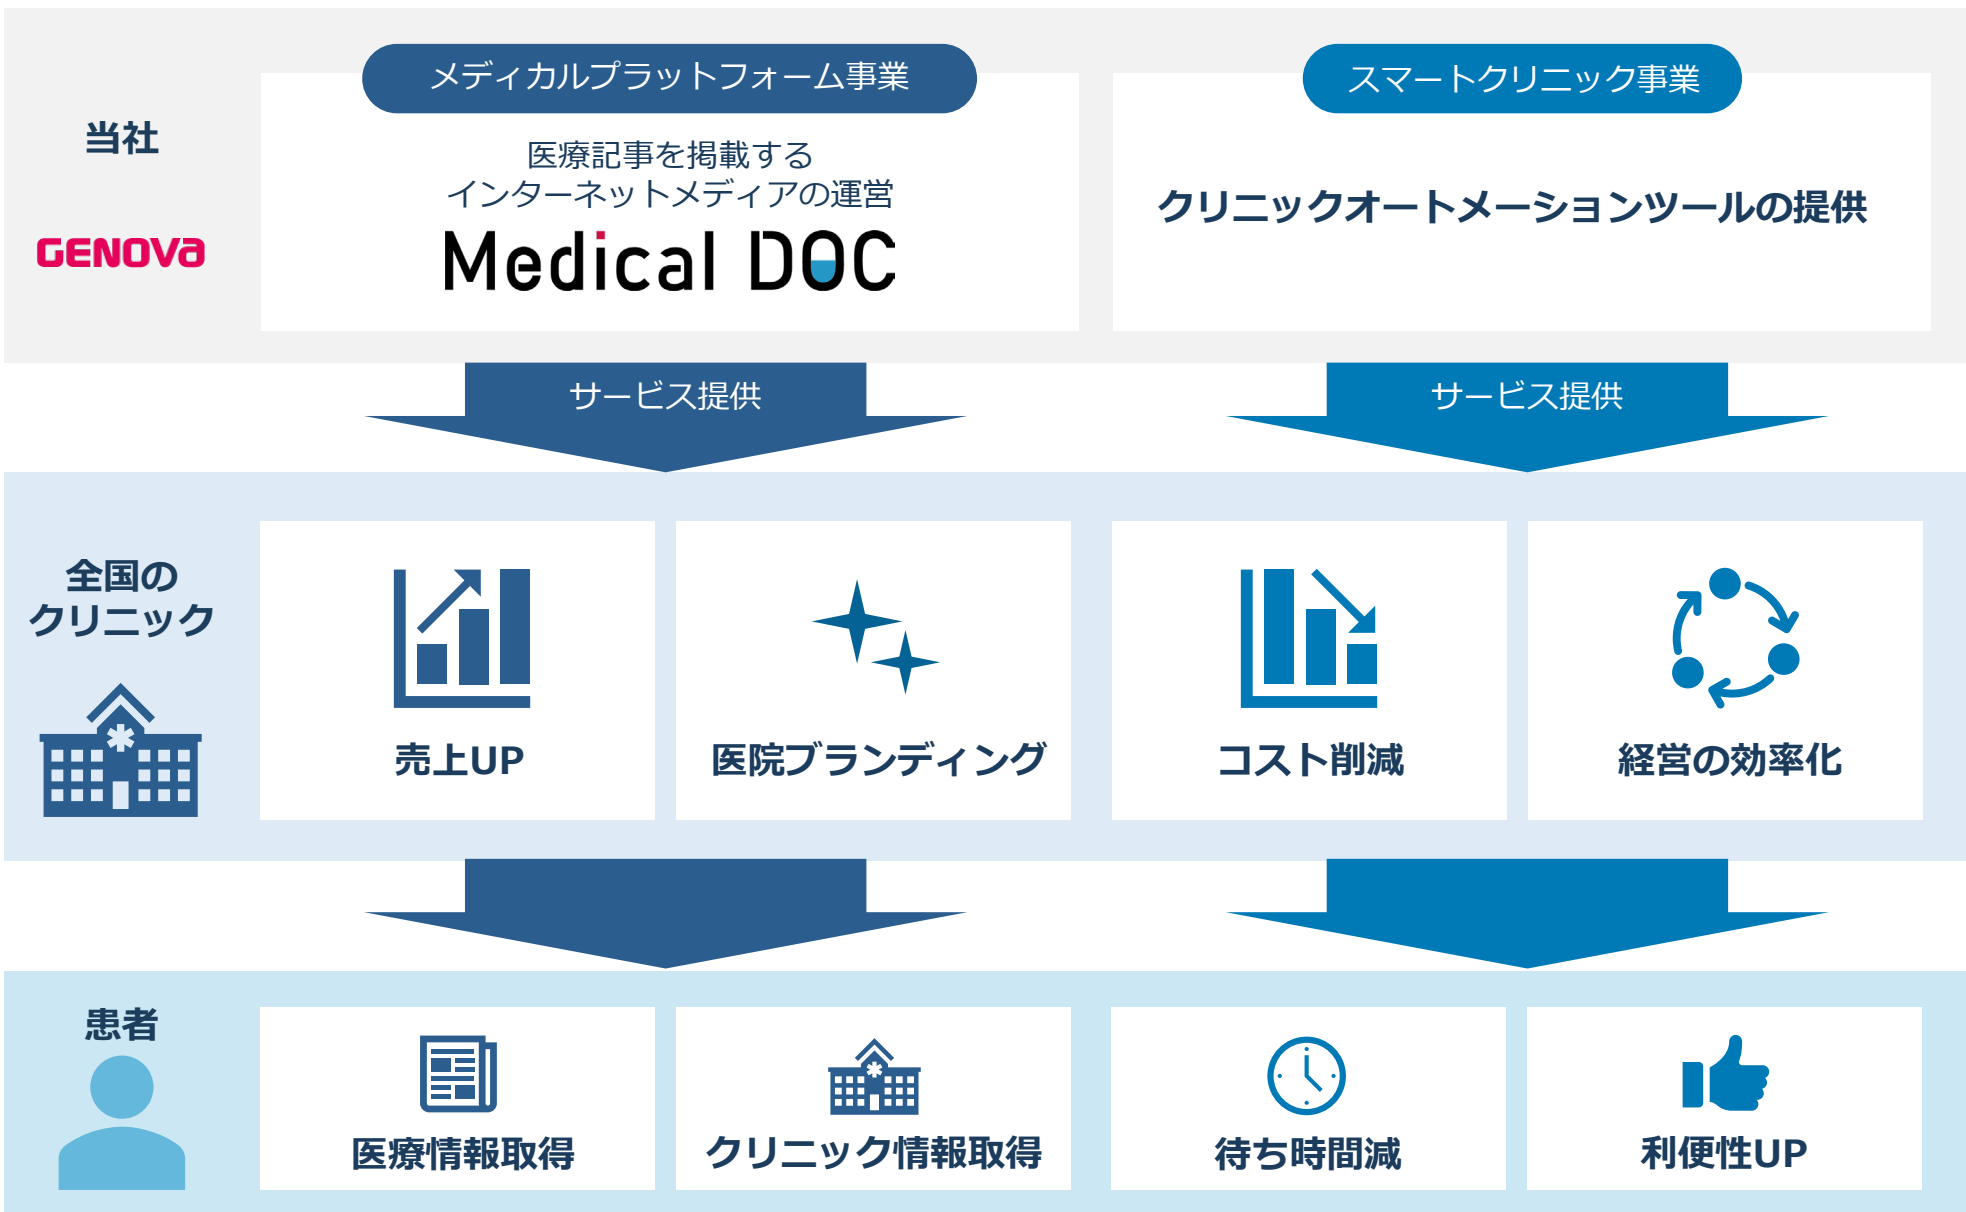 メディカルプラットフォーム事業
スマートクリニック事業
当社
GENOVA
医療記事を掲載する
インターネットメディアの運営
Medical DOC
クリニックオートメーションツールの提供
サービス提供
サービス提供
全国の
クリニック
売上UP
医院ブランディング
コスト削減
経営の効率化
患者
医療情報取得
クリニック情報取得
待ち時間減
利便性UP